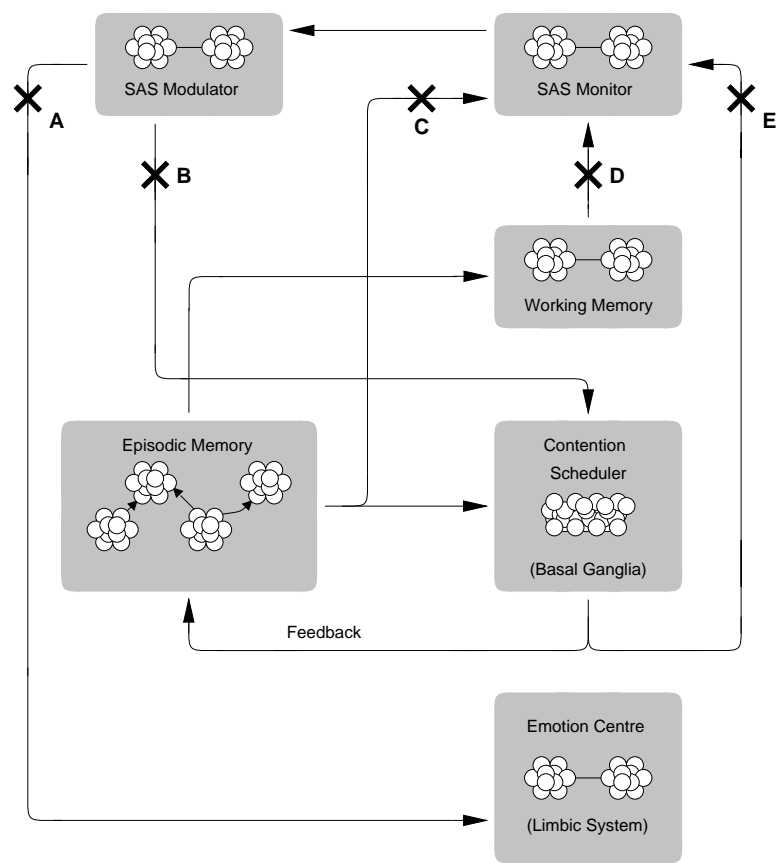 SAS Modulator
SAS Monitor
A
C
E
B
D
Working Memory
Episodic Memory
Contention
Scheduler
(Basal Ganglia)
Feedback
Emotion Centre
(Limbic System)